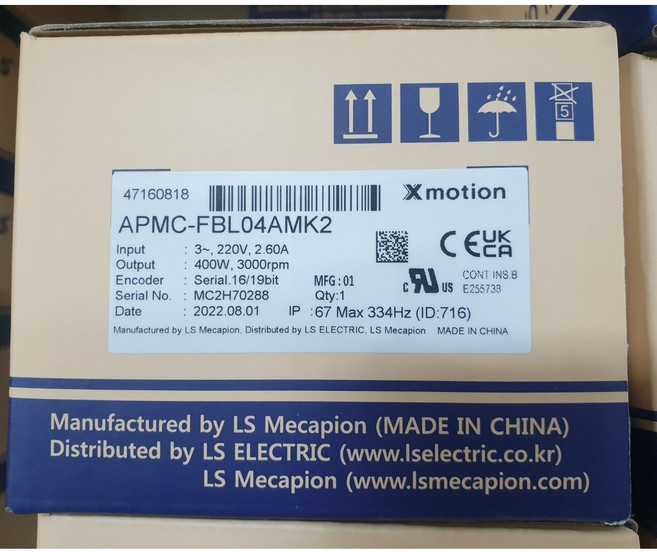 5
47160818
Xmotion
APMC-FBL04AMK2
Input : 3~, 220V, 2.60A
Output : 400W, 3000rpm
Encoder : Serial.16/19bit MFG : 01
Serial No. : MC2H70288 Qty:1
Date : 2022.08.01 IP : 67 Max 334Hz (ID:716)
CE UK CA
c RU US CONT INS.B
E255738
Manufactured by LS Mecapion, Distributed by LS ELECTRIC, LS Mecapion MADE IN CHINA
Manufactured by LS Mecapion (MADE IN CHINA)
Distributed by LS ELECTRIC (www.lselectric.co.kr)
LS Mecapion (www.lsmecapion.com)